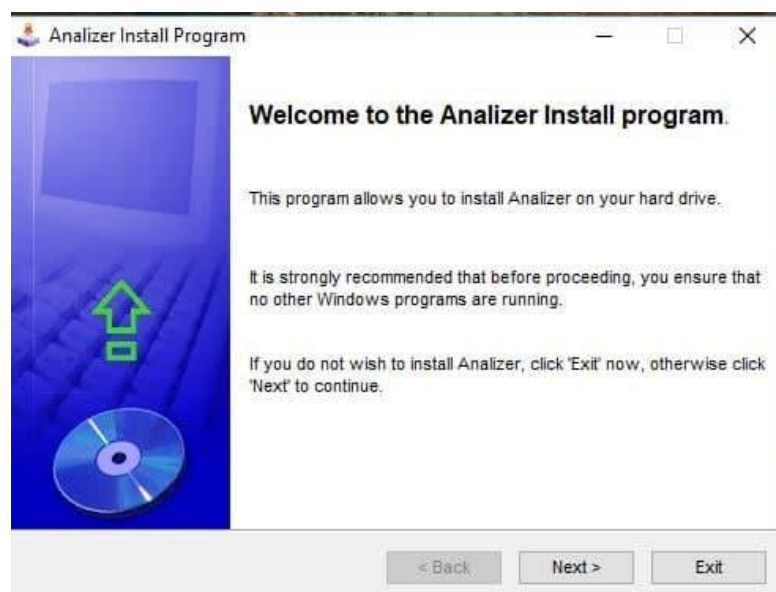 Analizer Install Program
Welcome to the Analizer Install program.
This program allows you to install Analizer on your hard drive.
It is strongly recommended that before proceeding, you ensure that
no other Windows programs are running.
If you do not wish to install Analizer, click 'Exit' now, otherwise click
'Next' to continue.
< Back Next > Exit